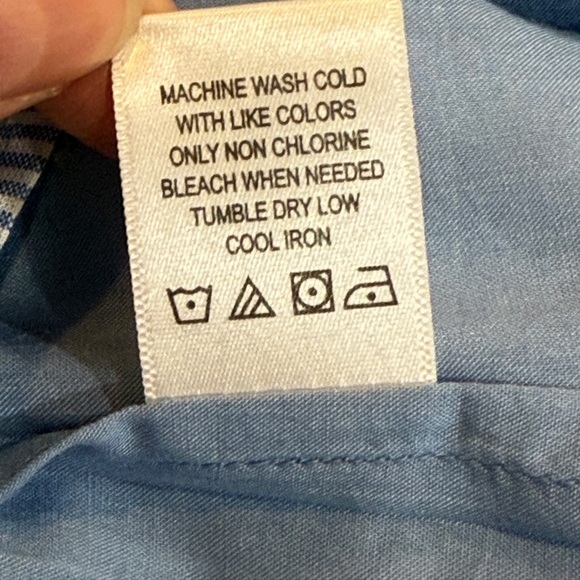 MACHINE WASH COLD
WITH LIKE COLORS
ONLY NON CHLORINE
BLEACH WHEN NEEDED
TUMBLE DRY LOW
COOL IRON